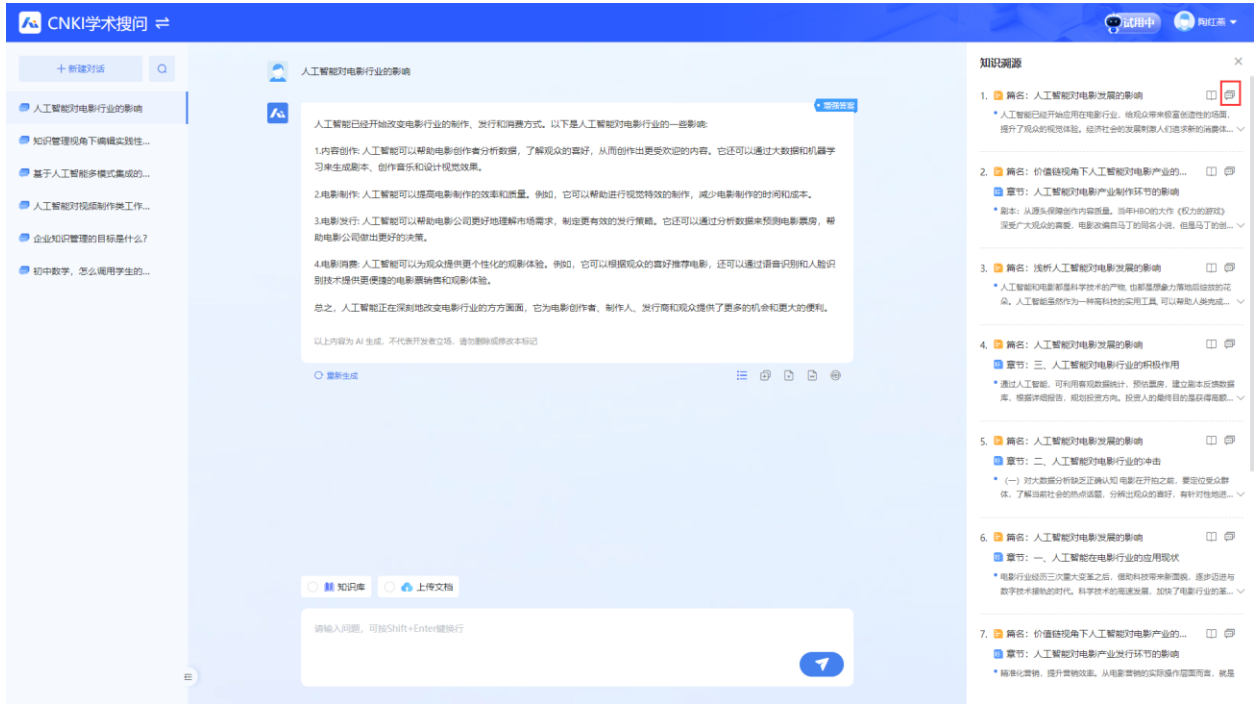 CNKI学术搜问
试用中
陶红燕
+ 新建对话
人工智能对电影行业的影响
知识管理视角下编辑实践性...
基于人工智能多模式集成的...
人工智能对视频制作类工作...
企业知识管理的目标是什么?
初中数学，怎么调用学生的...
人工智能对电影行业的影响
增强答案
人工智能已经开始改变电影行业的制作、发行和消费方式。以下是人工智能对电影行业的一些影响:
1.内容创作: 人工智能可以帮助电影创作者分析数据，了解观众的喜好，从而创作出更受欢迎的内容。它还可以通过大数据和机器学
习来生成剧本、创作音乐和设计视觉效果。
2.电影制作: 人工智能可以提高电影制作的效率和质量。例如，它可以帮助进行视觉特效的制作，减少电影制作的时间和成本。
3.电影发行: 人工智能可以帮助电影公司更好地理解市场需求，制定更有效的发行策略。它还可以通过分析数据来预测电影票房，帮
助电影公司做出更好的决策。
4.电影消费: 人工智能可以为观众提供更个性化的观影体验。例如，它可以根据观众的喜好推荐电影，还可以通过语音识别和人脸识
别技术提供更便捷的电影票销售和观影体验。
总之，人工智能正在深刻地改变电影行业的方方面面，它为电影创作者、制作人、发行商和观众提供了更多的机会和更大的便利。
以上内容为 AI 生成，不代表开发者立场，请勿删除或修改本标记
重新生成
知识库
上传文档
请输入问题，可按Shift+Enter键换行
知识溯源
1. 篇名：人工智能对电影发展的影响
人工智能已经开始应用在电影行业，给观众带来极富创造性的场面，
提升了观众的视觉体验。经济社会的发展刺激人们追求新的消费体...
2. 篇名：价值链视角下人工智能对电影产业的...
章节：人工智能对电影产业制作环节的影响
剧本：从源头保障创作内容质量。当年HBO的大作《权力的游戏》
深受广大观众的喜爱，电影改编自马丁的同名小说，但是马丁的创...
3. 篇名：浅析人工智能对电影发展的影响
人工智能和电影都是科学技术的产物, 也都是想象力落地后绽放的花
朵。人工智能虽然作为一种高科技的实用工具, 可以帮助人类完成...
4. 篇名：人工智能对电影发展的影响
章节：三、人工智能对电影行业的积极作用
通过人工智能，可利用客观数据统计，预估票房，建立剧本反馈数据
库，根据详细报告，规划投资方向。投资人的最终目的是获得高额...
5. 篇名：人工智能对电影发展的影响
章节：二、人工智能对电影行业的冲击
（一）对大数据分析缺乏正确认知 电影在开拍之前，要定位受众群
体，了解当前社会的热点话题，分辨出观众的喜好，有针对性地进...
6. 篇名：人工智能对电影发展的影响
章节：一、人工智能在电影行业的应用现状
电影行业经历三次重大变革之后，借助科技带来新面貌，逐步迈进与
数字技术接轨的时代。科学技术的高速发展，加快了电影行业的革...
7. 篇名：价值链视角下人工智能对电影产业的...
章节：人工智能对电影产业发行环节的影响
精准化营销，提升营销效率。从电影营销的实际操作层面而言，就是